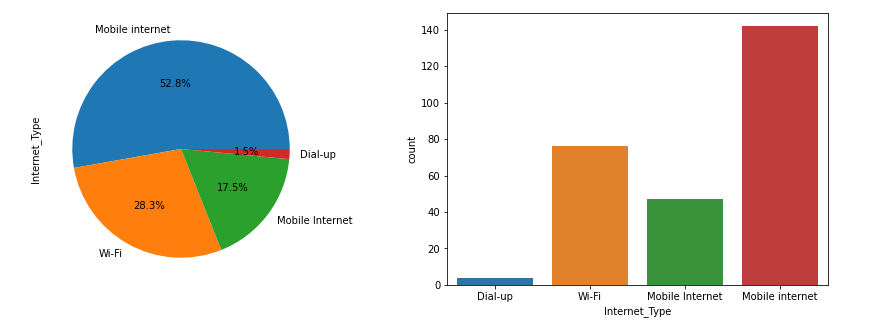 Mobile internet
52.8%
Internet_Type
1.5%
Dial-up
17.5%
28.3%
Mobile Internet
Wi-Fi
140
120
100
80
60
40
20
0
count
Dial-up Wi-Fi Mobile Internet Mobile internet
Internet_Type